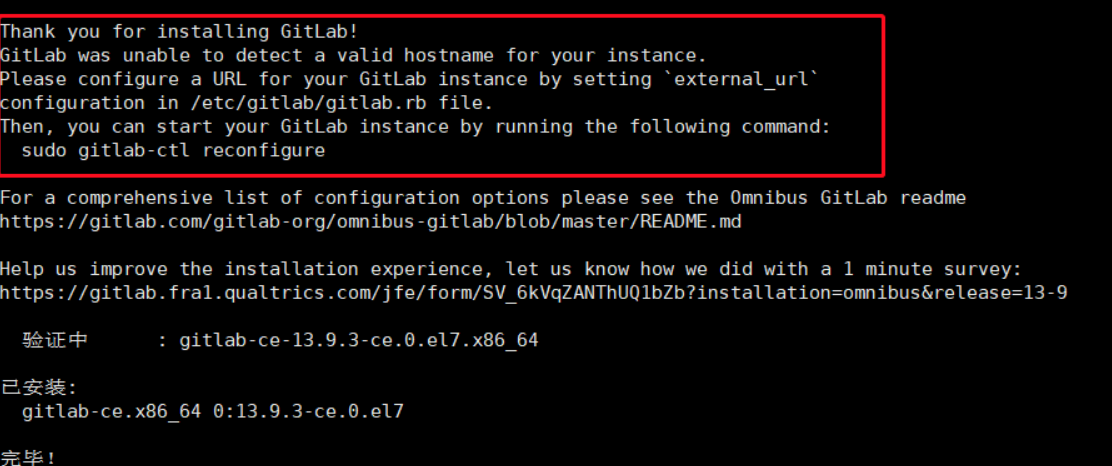 Thank you for installing GitLab!
GitLab was unable to detect a valid hostname for your instance.
Please configure a URL for your GitLab instance by setting `external_url`
configuration in /etc/gitlab/gitlab.rb file.
Then, you can start your GitLab instance by running the following command:
sudo gitlab-ctl reconfigure
For a comprehensive list of configuration options please see the Omnibus GitLab readme
https://gitlab.com/gitlab-org/omnibus-gitlab/blob/master/README.md
Help us improve the installation experience, let us know how we did with a 1 minute survey:
https://gitlab.fra1.qualtrics.com/jfe/form/SV_6kVqZANThUQ1bZb?installation=omnibus&release=13-9
验证中 : gitlab-ce-13.9.3-ce.0.el7.x86_64
已安装:
gitlab-ce.x86_64 0:13.9.3-ce.0.el7
完毕!